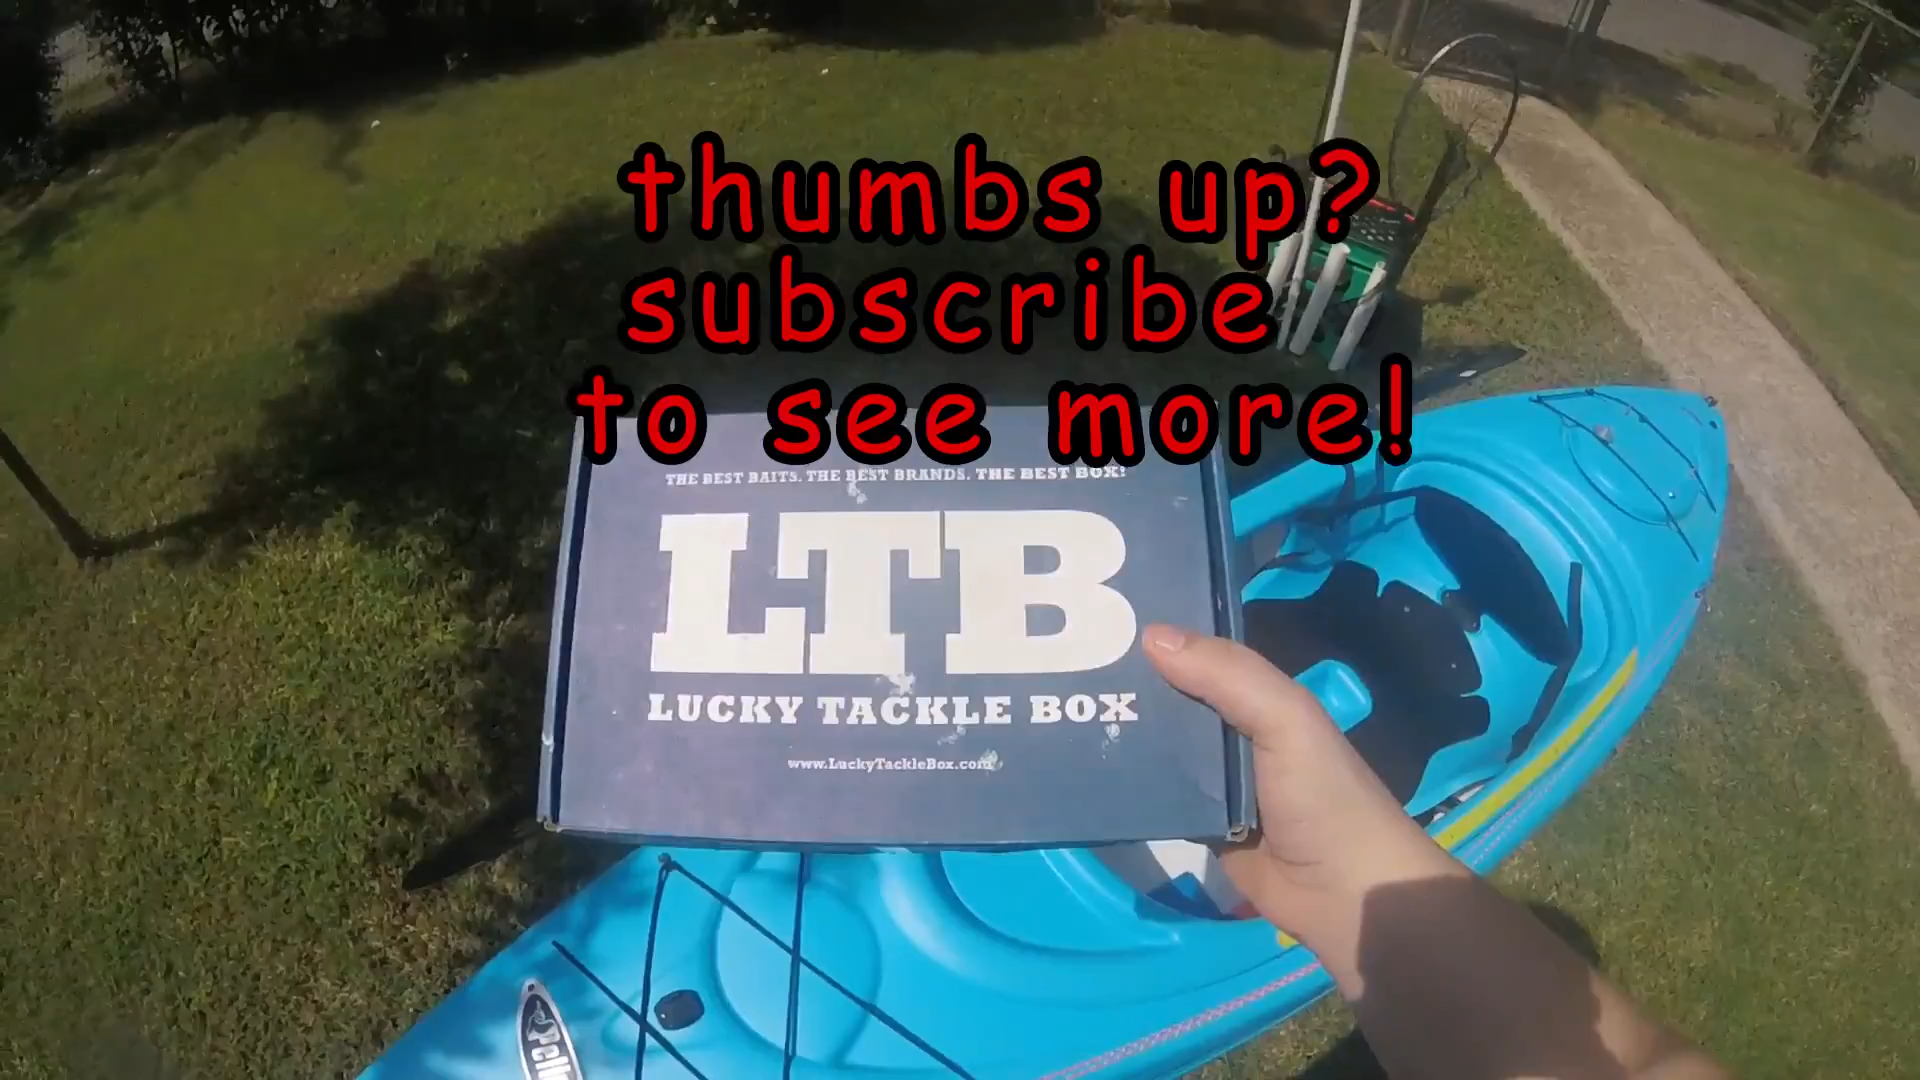 thumbs up?
subscribe
to see more!
THE BEST BAITS. THE BEST BRANDS. THE BEST BOX!
LTB
LUCKY TACKLE BOX
www.LuckyTackleBox.com